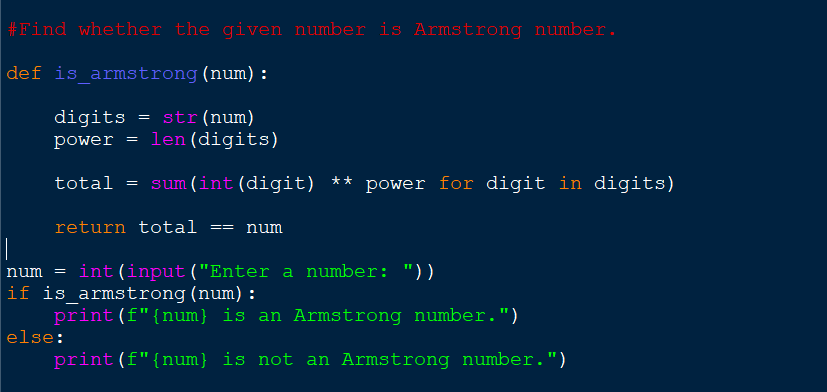 #Find whether the given number is Armstrong number.
def is_armstrong(num):
    digits = str(num)
    power = len(digits)
    total = sum(int(digit) ** power for digit in digits)
    return total == num
num = int(input("Enter a number: "))
if is_armstrong(num):
    print(f"{num} is an Armstrong number.")
else:
    print(f"{num} is not an Armstrong number.")